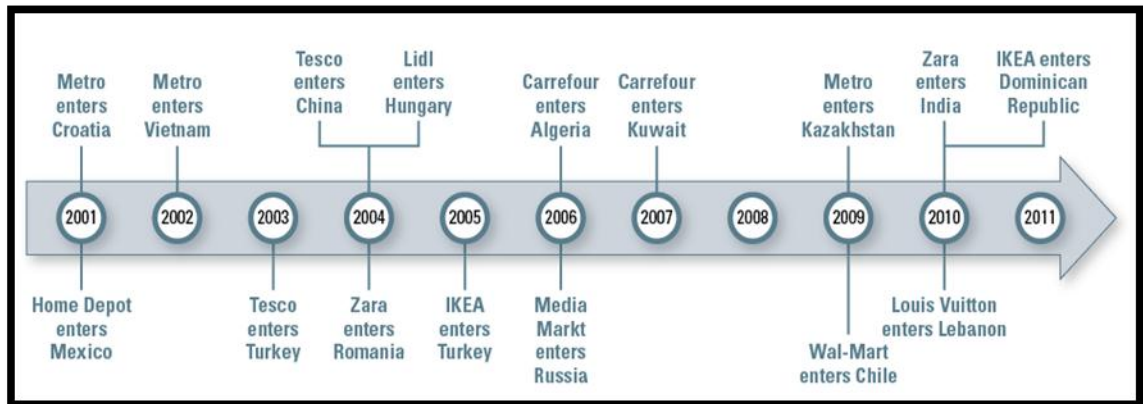 Metro
enters
Croatia
Metro
enters
Vietnam
Tesco
enters
China
Lidl
enters
Hungary
Carrefour
enters
Algeria
Carrefour
enters
Kuwait
Metro
enters
Kazakhstan
Zara
enters
India
IKEA enters
Dominican
Republic
2001
2002
2003
2004
2005
2006
2007
2008
2009
2010
2011
Home Depot
enters
Mexico
Tesco
enters
Turkey
Zara
enters
Romania
IKEA
enters
Turkey
Media
Markt
enters
Russia
Wal-Mart
enters Chile
Louis Vuitton
enters Lebanon